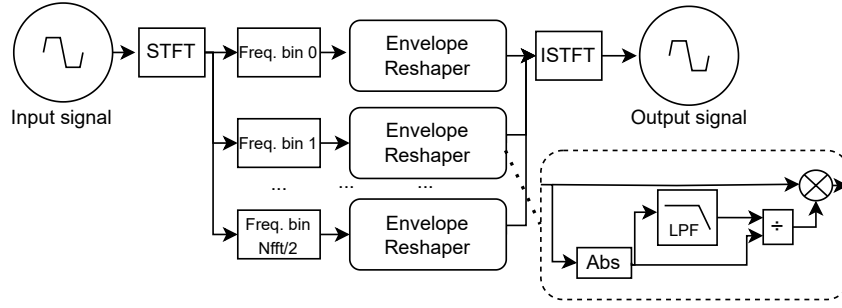 Input signal
STFT
Freq. bin 0
Envelope
Reshaper
ISTFT
Output signal
Freq. bin 1
Envelope
Reshaper
...
...
...
Freq. bin
Nfft/2
Envelope
Reshaper
LPF
÷
Abs